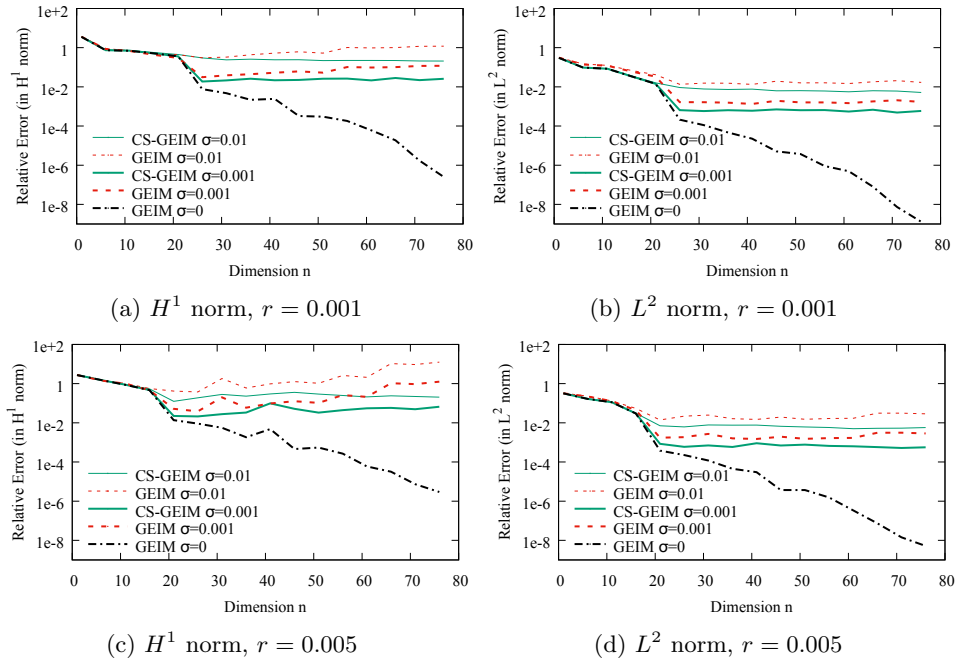 1e+2
1
1e-2
1e-4
1e-6
1e-8
Relative Error (in H¹ norm)
CS-GEIM σ=0.01
GEIM σ=0.01
CS-GEIM σ=0.001
GEIM σ=0.001
GEIM σ=0
0 10 20 30 40 50 60 70 80
Dimension n
(a) H¹ norm, r = 0.001
1e+2
1
1e-2
1e-4
1e-6
1e-8
Relative Error (in L² norm)
CS-GEIM σ=0.01
GEIM σ=0.01
CS-GEIM σ=0.001
GEIM σ=0.001
GEIM σ=0
0 10 20 30 40 50 60 70 80
Dimension n
(b) L² norm, r = 0.001
1e+2
1
1e-2
1e-4
1e-6
1e-8
Relative Error (in H¹ norm)
CS-GEIM σ=0.01
GEIM σ=0.01
CS-GEIM σ=0.001
GEIM σ=0.001
GEIM σ=0
0 10 20 30 40 50 60 70 80
Dimension n
(c) H¹ norm, r = 0.005
1e+2
1
1e-2
1e-4
1e-6
1e-8
Relative Error (in L² norm)
CS-GEIM σ=0.01
GEIM σ=0.01
CS-GEIM σ=0.001
GEIM σ=0.001
GEIM σ=0
0 10 20 30 40 50 60 70 80
Dimension n
(d) L² norm, r = 0.005